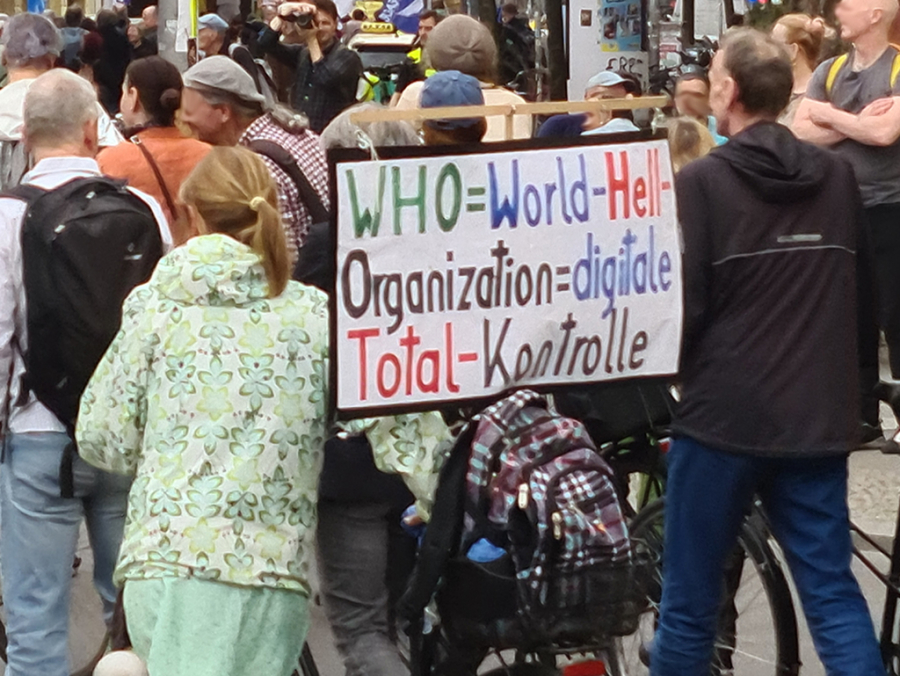 WHO=World-Hell-
Organization=digitale
Total-Kontrolle